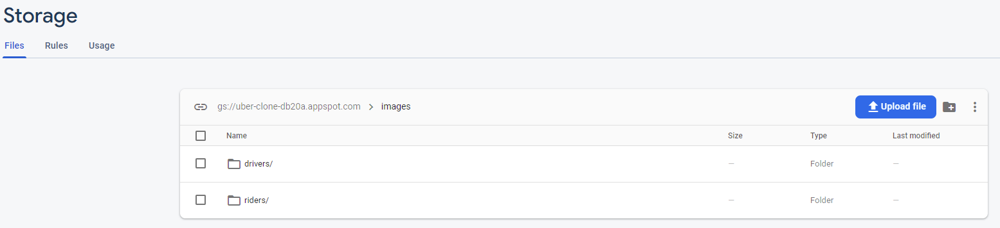 Storage
Files Rules Usage
gs://uber-clone-db20a.appspot.com > images Upload file
Name Size Type Last modified
drivers/ — Folder —
riders/ — Folder —